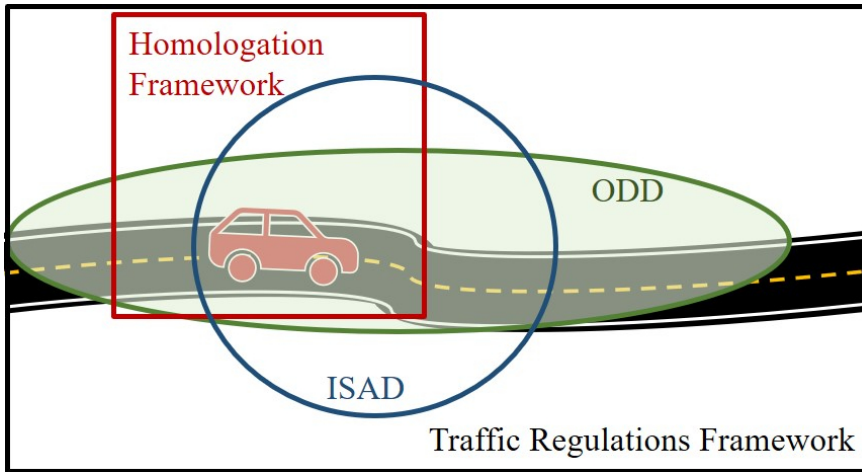 Homologation
Framework
ODD
ISAD
Traffic Regulations Framework